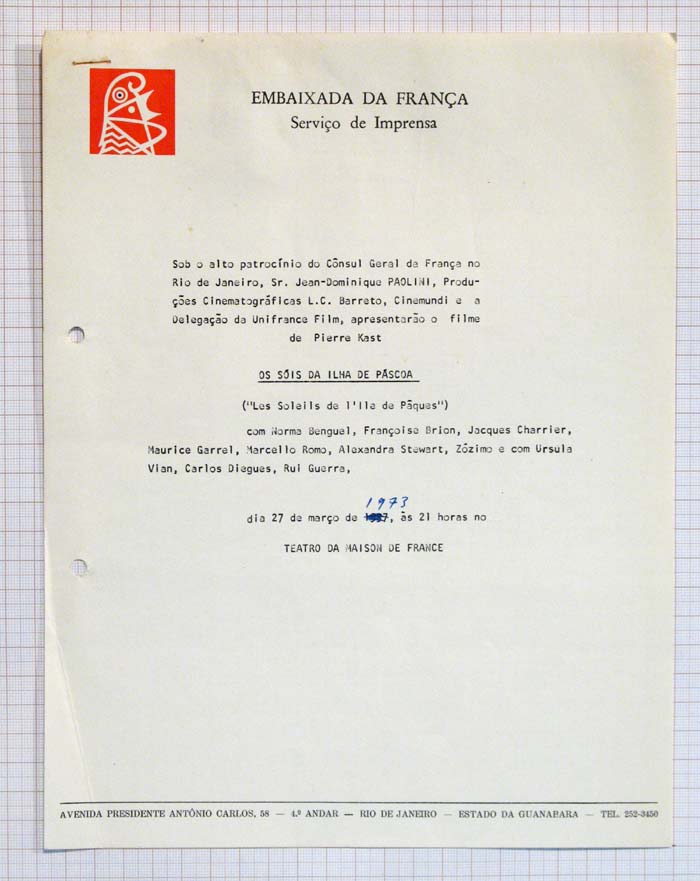 EMBAIXADA DA FRANÇA
Serviço de Imprensa
Sob o alto patrocínio do Cônsul Geral da França no
Rio de Janeiro, Sr. Jean-Dominique PAOLINI, Produ-
ções Cinematográficas L.C. Barreto, Cinemundi e a
Delegação da Unifrance Film, apresentarão o filme
de Pierre Kast
OS SÓIS DA ILHA DE PÁSCOA
("Les Soleils de l'Ile de Pâques")
com Norma Benguel, Françoise Brion, Jacques Charrier,
Maurice Garrel, Marcello Romo, Alexandra Stewart, Zózimo e com Ursula
Vian, Carlos Diegues, Rui Guerra,
1973
dia 27 de março de , às 21 horas no
TEATRO DA MAISON DE FRANCE
AVENIDA PRESIDENTE ANTÔNIO CARLOS, 58 — 4.º ANDAR — RIO DE JANEIRO — ESTADO DA GUANABARA — TEL. 252-3450